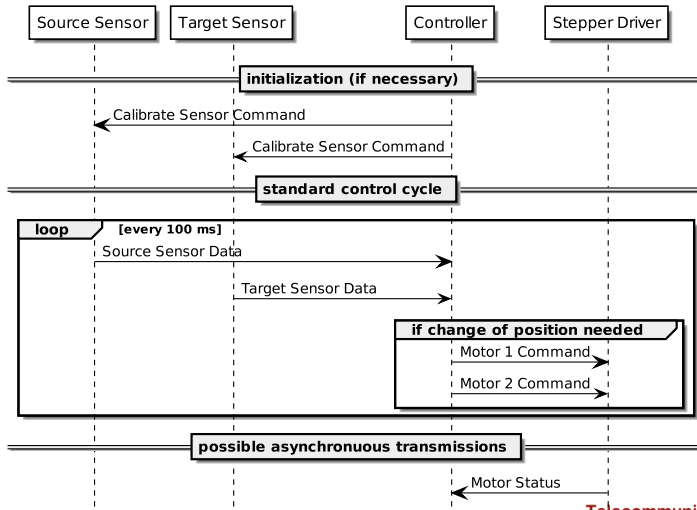 Source Sensor Target Sensor Controller Stepper Driver
initialization (if necessary)
Calibrate Sensor Command
Calibrate Sensor Command
standard control cycle
loop [every 100 ms]
Source Sensor Data
Target Sensor Data
if change of position needed
Motor 1 Command
Motor 2 Command
possible asynchronuous transmissions
Motor Status